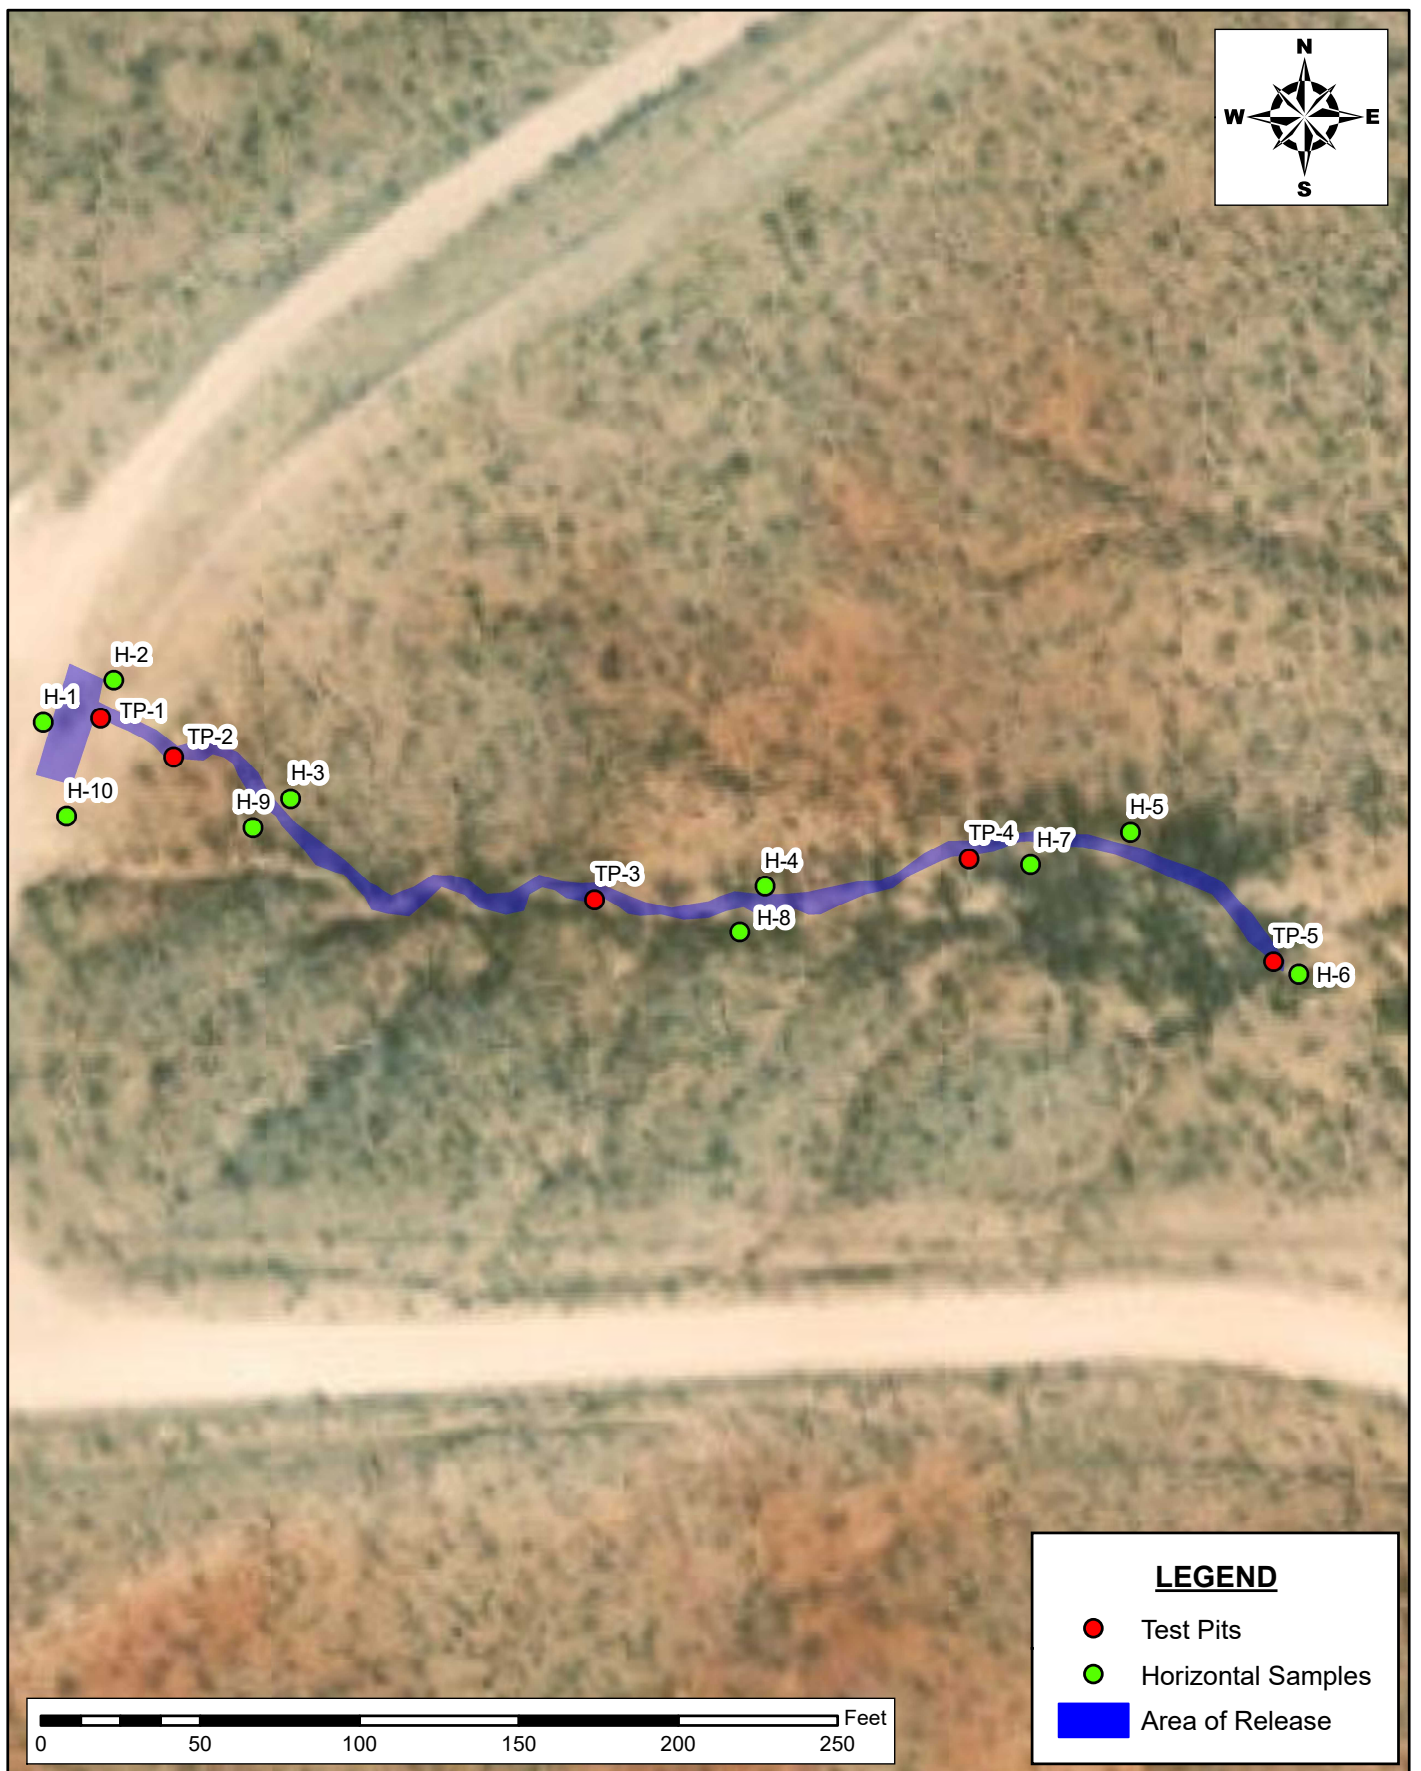 N
W E
S
H-2
H-1
TP-1
TP-2
H-3
H-10
H-9
H-5
TP-4
H-7
H-4
TP-3
H-8
TP-5
H-6
LEGEND
Test Pits
Horizontal Samples
Area of Release
Feet
0 50 100 150 200 250